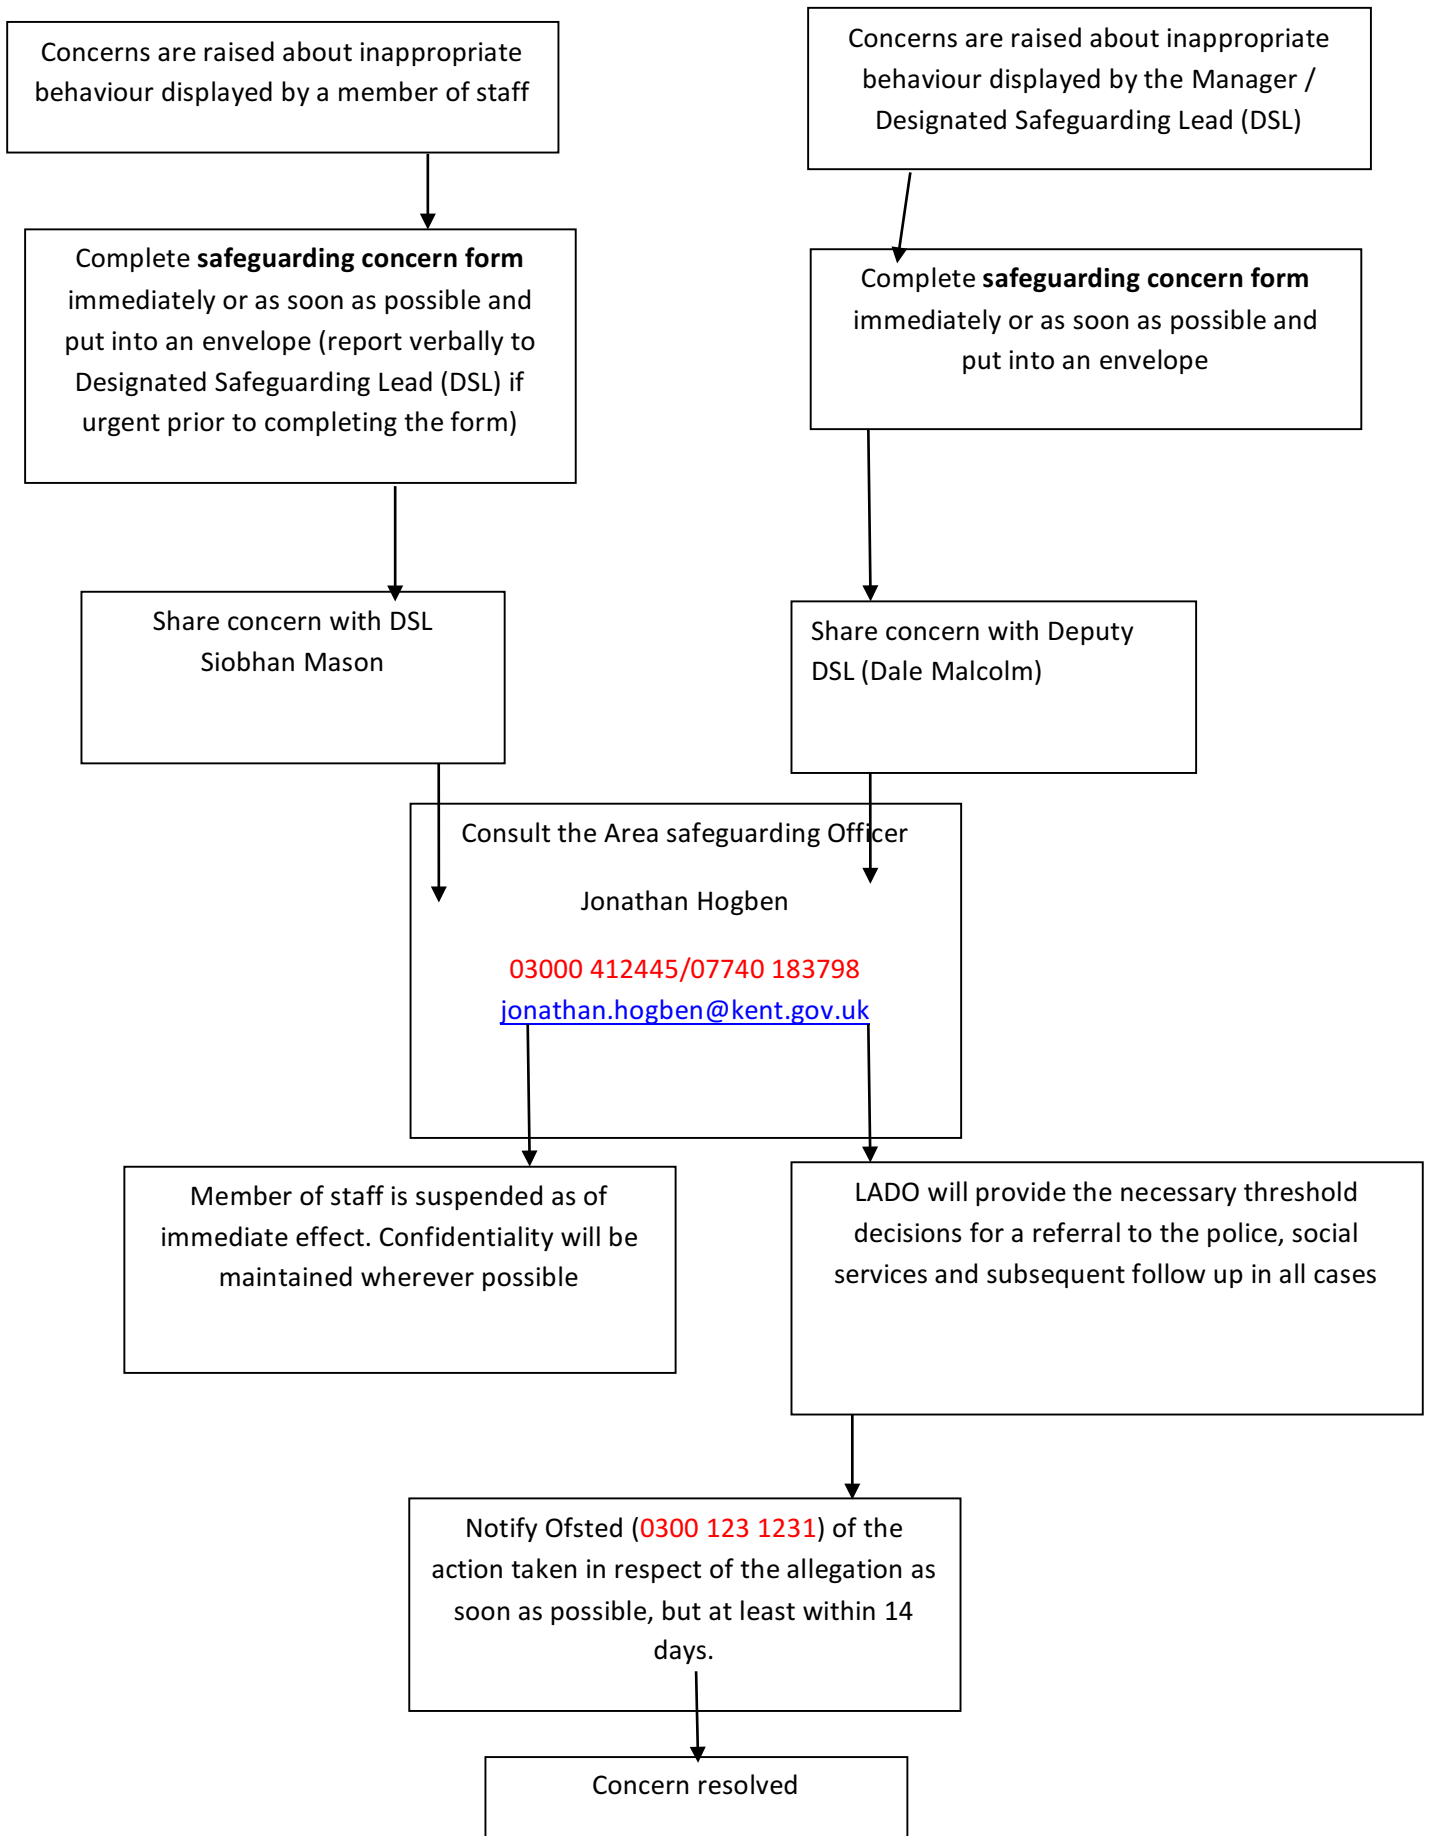 Concerns are raised about inappropriate
behaviour displayed by a member of staff
Concerns are raised about inappropriate
behaviour displayed by the Manager /
Designated Safeguarding Lead (DSL)
Complete safeguarding concern form
immediately or as soon as possible and
put into an envelope (report verbally to
Designated Safeguarding Lead (DSL) if
urgent prior to completing the form)
Complete safeguarding concern form
immediately or as soon as possible and
put into an envelope
Share concern with DSL
Siobhan Mason
Share concern with Deputy
DSL (Dale Malcolm)
Consult the Area safeguarding Officer
Jonathan Hogben
03000 412445/07740 183798
jonathan.hogben@kent.gov.uk
Member of staff is suspended as of
immediate effect. Confidentiality will be
maintained wherever possible
LADO will provide the necessary threshold
decisions for a referral to the police, social
services and subsequent follow up in all cases
Notify Ofsted (0300 123 1231) of the
action taken in respect of the allegation as
soon as possible, but at least within 14
days.
Concern resolved